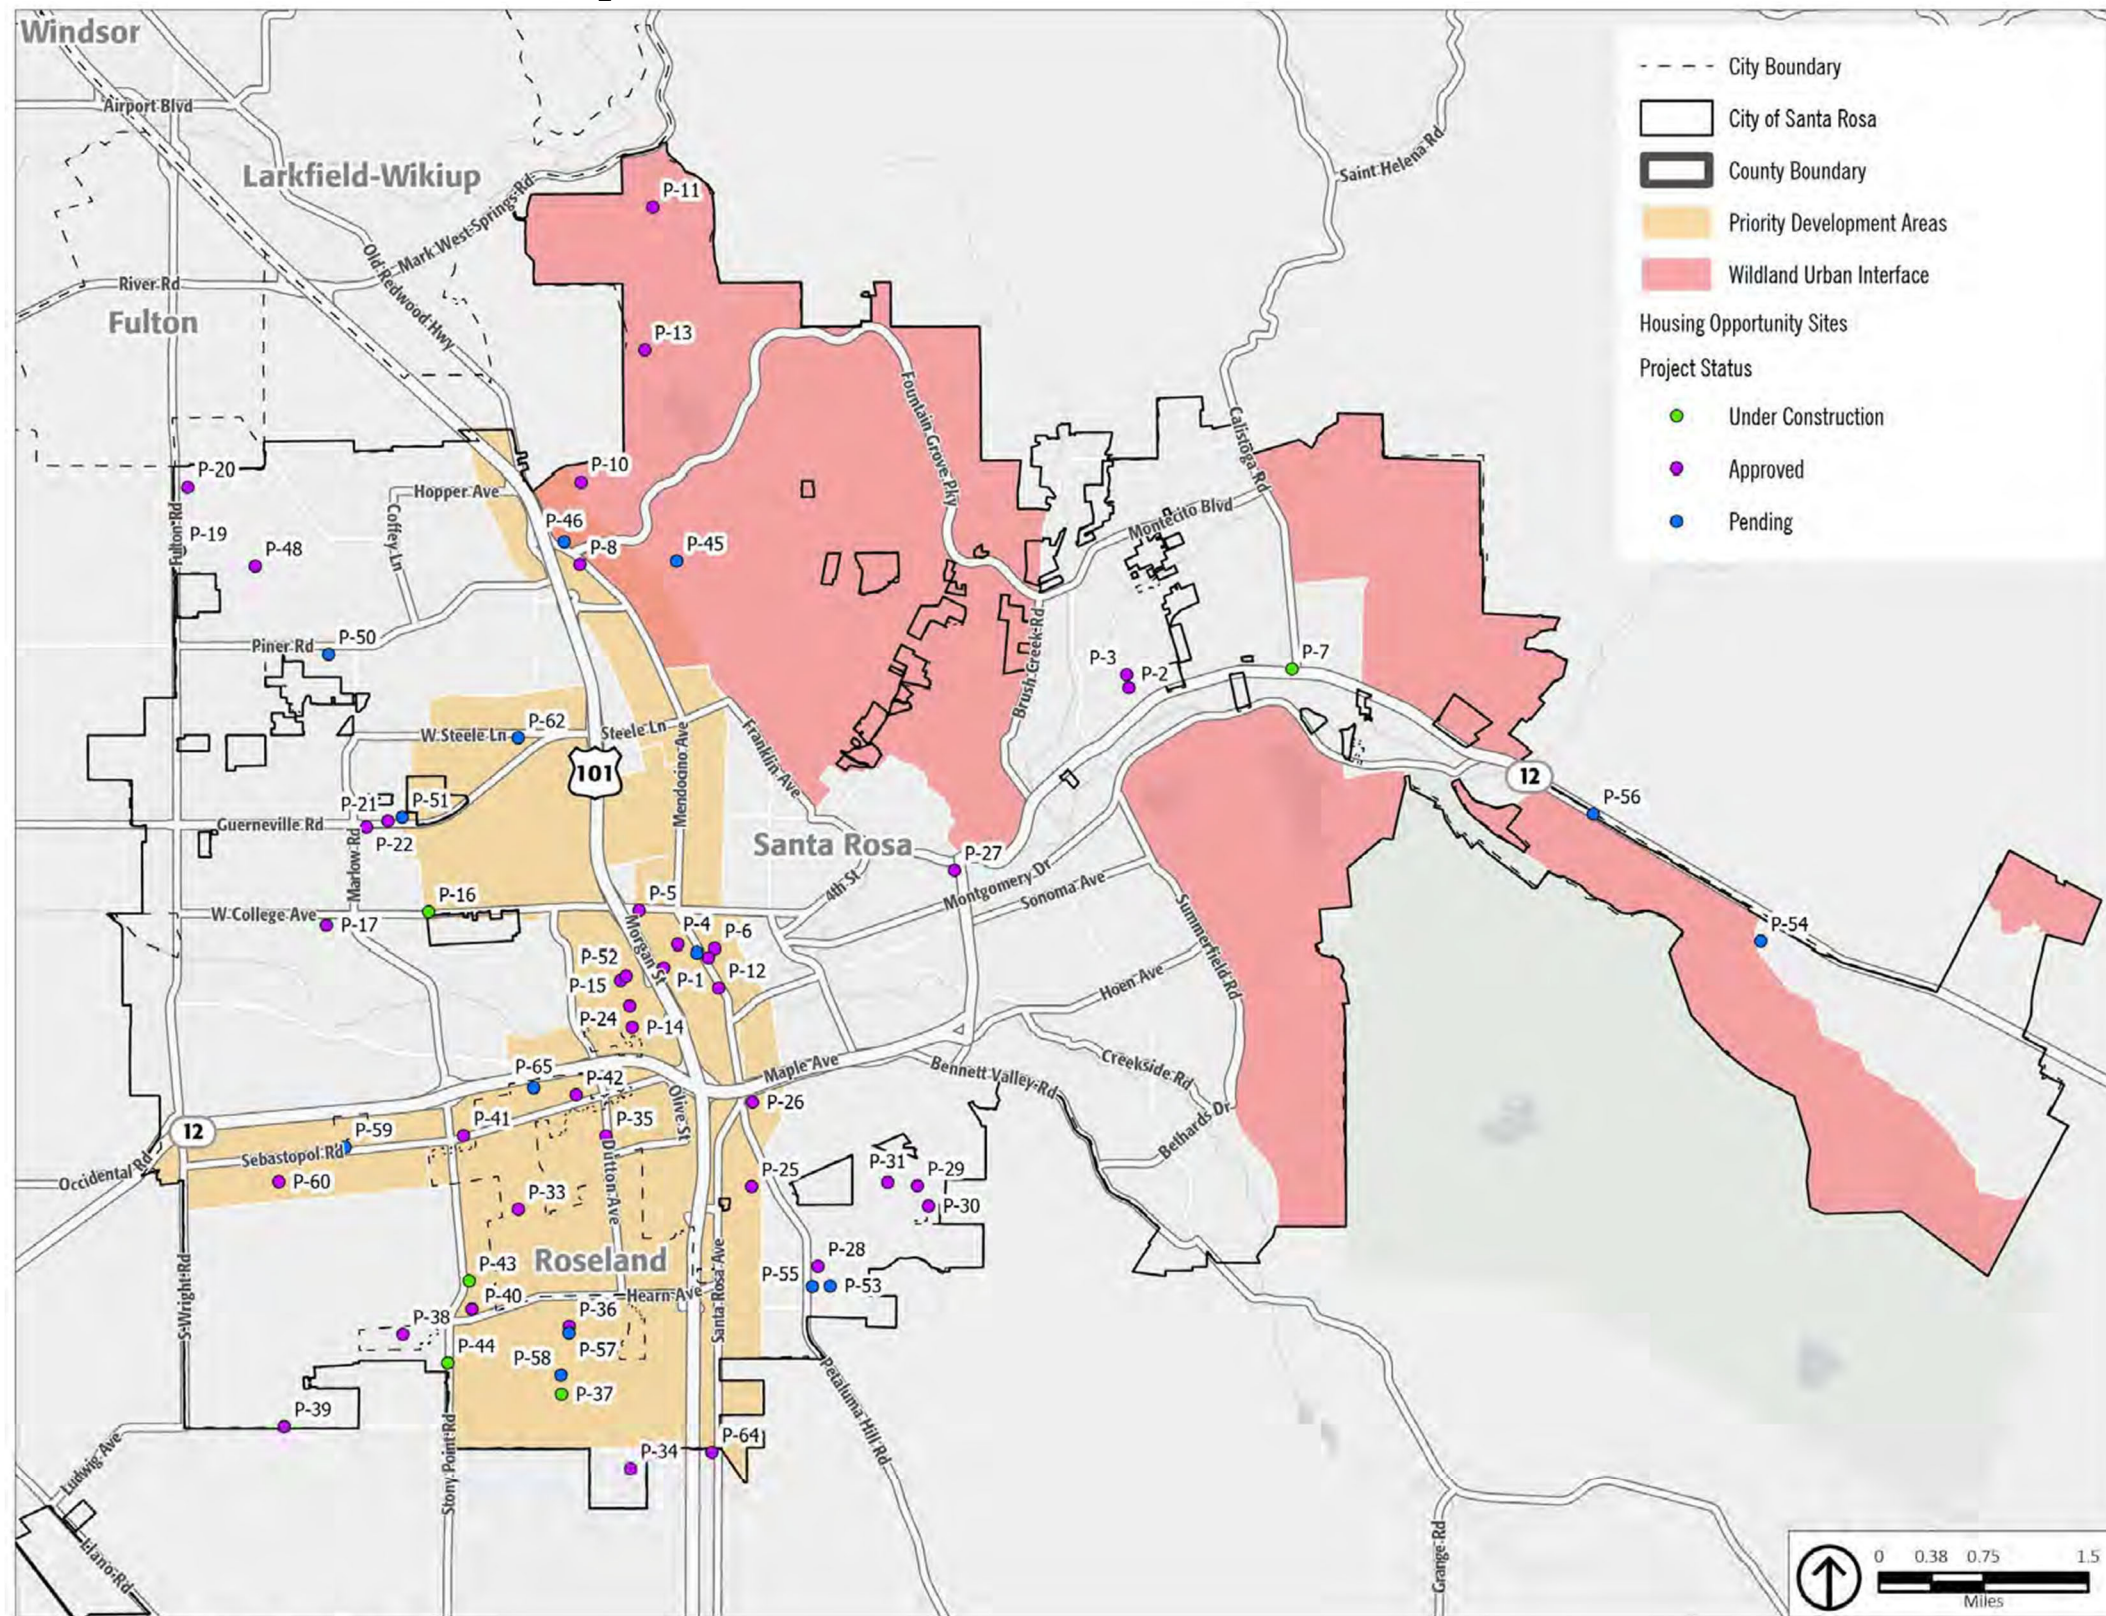 Windsor
City Boundary
City of Santa Rosa
County Boundary
Priority Development Areas
Wildland Urban Interface
Housing Opportunity Sites
Project Status
Under Construction
Approved
Pending
Airport Blvd
Larkfield-Wikiup
Mark West Springs Rd
Old Redwood Hwy
River Rd
Fulton
Saint Helena Rd
P-11
P-13
Fountain Grove Pky
Calistoga Rd
P-20
P-10
Hopper Ave
Coffey Ln
Fulton Rd
P-19
P-48
P-46
P-8
P-45
Montecito Blvd
Piner Rd
P-50
Brush Creek Rd
P-3
P-2
P-7
W Steele Ln
P-62
Steele Ln
101
Mendocino Ave
Franklin Ave
12
P-56
P-21
P-51
P-22
Guerneville Rd
Marlow Rd
Santa Rosa
P-27
4th St
Montgomery Dr
Sonoma Ave
Summerfield Rd
P-54
P-16
P-5
W College Ave
P-17
Morgan St
P-4
P-6
P-52
P-1
P-12
P-15
P-24
P-14
Hoen Ave
P-65
P-42
Maple Ave
Bennett Valley Rd
Creekside Rd
Bethards Dr
Olive St
P-26
12
P-59
P-41
P-35
Sebastopol Rd
Occidental Rd
P-60
Dutton Ave
P-25
P-31
P-29
P-30
P-33
Roseland
S Wright Rd
P-43
P-28
P-55
P-53
P-40
Hearn Ave
Santa Rosa Ave
P-38
P-36
P-57
P-44
P-58
P-37
P-39
Petaluma Hill Rd
Ludwig Ave
Stony Point Rd
P-34
P-64
Llano Rd
Grange Rd
0 0.38 0.75 1.5
Miles